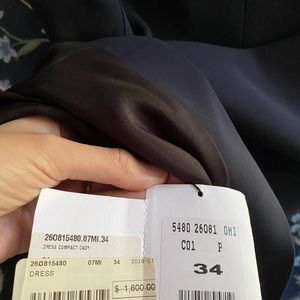 260815480.07MI.34
DRESS COMPACT CADY
260815480 07MI 34
DRESS
$ 1,600.00
5480 26081 0MI
C01 P
34